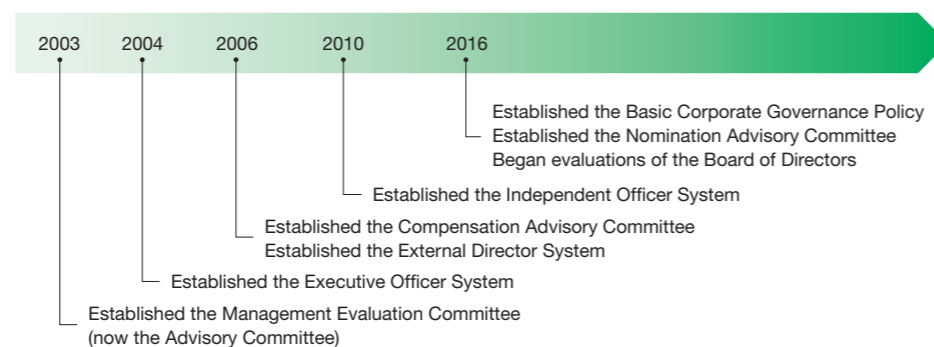 2003 2004 2006 2010 2016
Established the Basic Corporate Governance Policy
Established the Nomination Advisory Committee
Began evaluations of the Board of Directors
Established the Independent Officer System
Established the Compensation Advisory Committee
Established the External Director System
Established the Executive Officer System
Established the Management Evaluation Committee
(now the Advisory Committee)